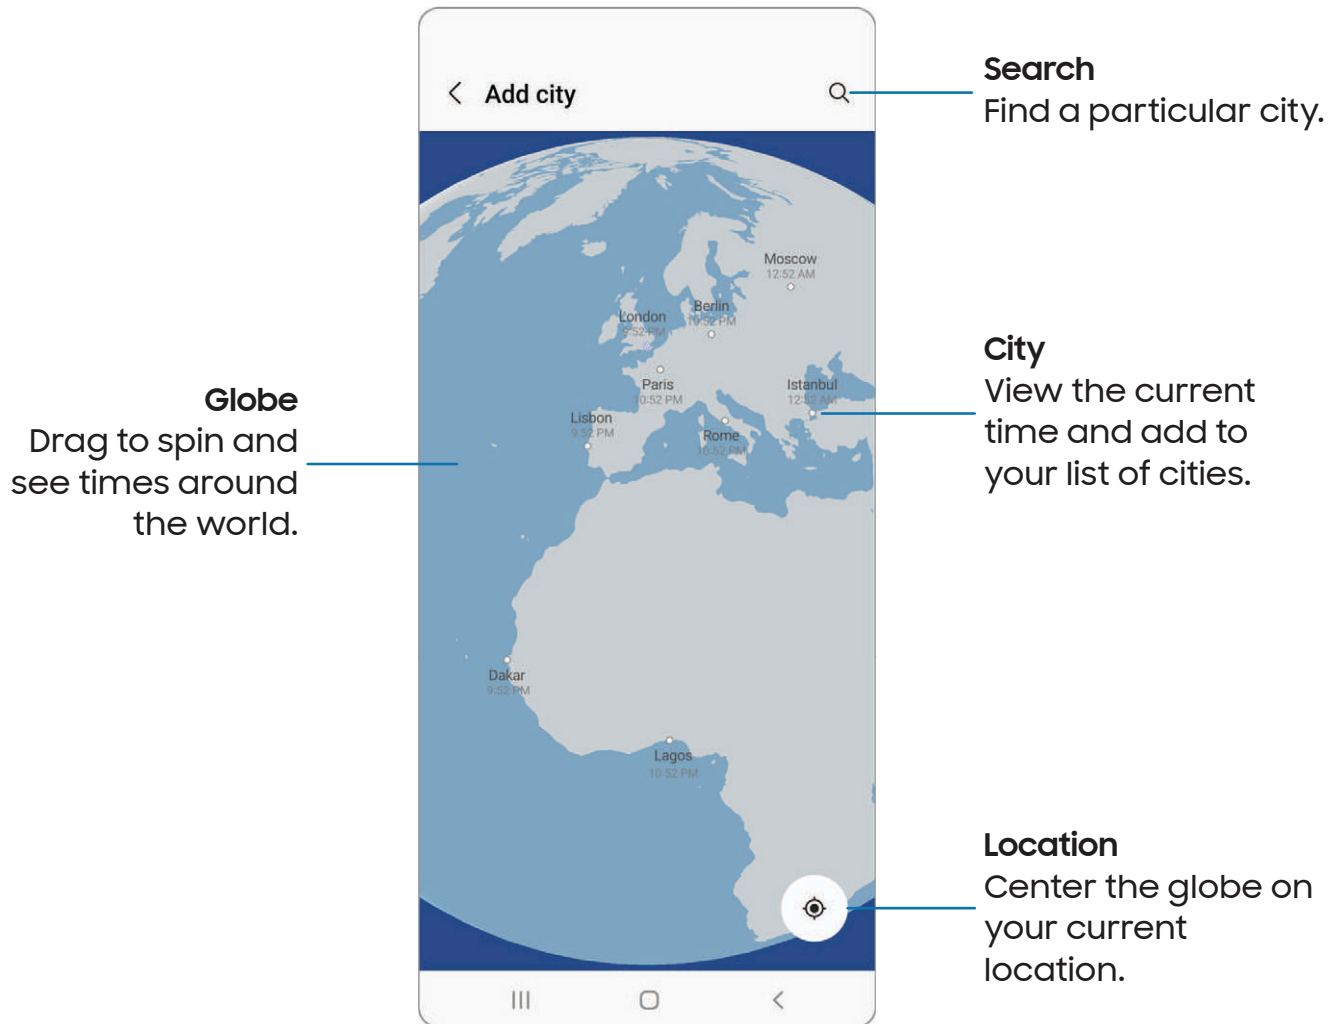 Add city
Search
Find a particular city.
Moscow
12:52 AM
Berlin
10:52 PM
London
9:52 PM
Paris
10:52 PM
Istanbul
12:52 AM
Lisbon
9:52 PM
Rome
10:52 PM
Dakar
9:52 PM
Lagos
10:52 PM
Globe
Drag to spin and
see times around
the world.
City
View the current
time and add to
your list of cities.
Location
Center the globe on
your current
location.